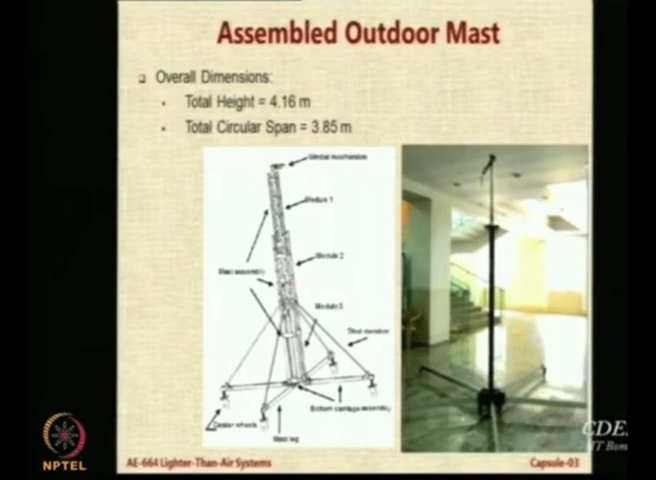 Assembled Outdoor Mast
Overall Dimensions:
Total Height = 4.16 m
Total Circular Span = 3.85 m
Gimbal mechanism
Module 1
Module 2
Mast assembly
Module 3
Strut member
Bottom carriage assembly
Castor wheels
Mast leg
CDE
IIT Bom
NPTEL
AE-664 Lighter-Than-Air Systems
Capsule-03